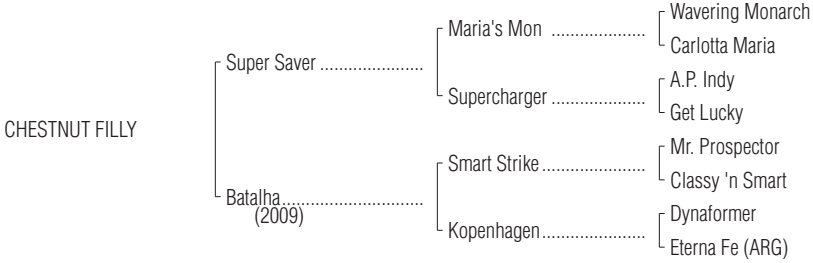 Wavering Monarch
Maria's Mon ....................
Carlotta Maria
Super Saver ......................
A.P. Indy
Supercharger ....................
Get Lucky
CHESTNUT FILLY
Mr. Prospector
Smart Strike......................
Classy 'n Smart
Batalha..............................
(2009)
Dynaformer
Kopenhagen......................
Eterna Fe (ARG)